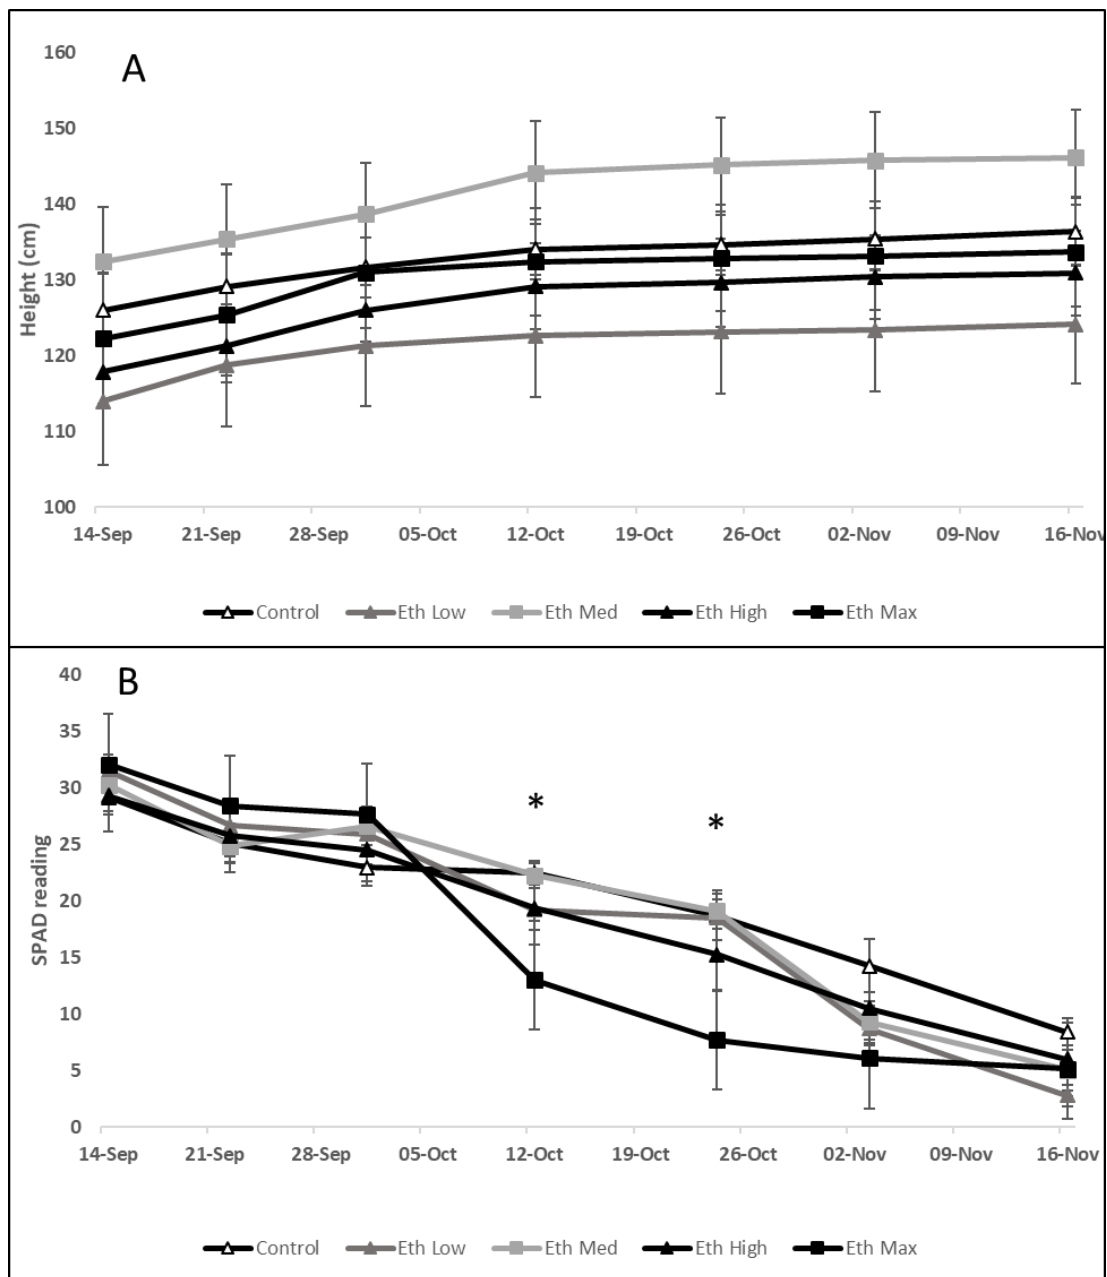 A
160
150
140
130
120
110
100
Height (cm)
14-Sep 21-Sep 28-Sep 05-Oct 12-Oct 19-Oct 26-Oct 02-Nov 09-Nov 16-Nov
Control Eth Low Eth Med Eth High Eth Max
B
40
35
30
25
20
15
10
5
0
SPAD reading
*
*
14-Sep 21-Sep 28-Sep 05-Oct 12-Oct 19-Oct 26-Oct 02-Nov 09-Nov 16-Nov
Control Eth Low Eth Med Eth High Eth Max